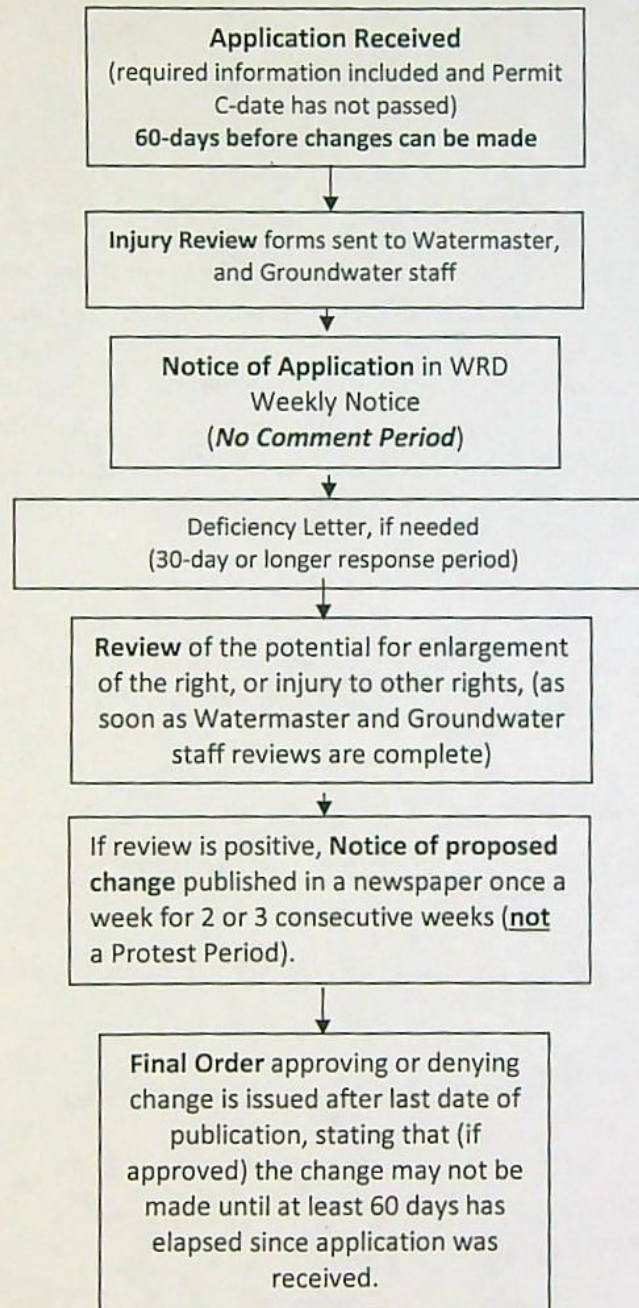 Application Received
(required information included and Permit
C-date has not passed)
60-days before changes can be made
Injury Review forms sent to Watermaster,
and Groundwater staff
Notice of Application in WRD
Weekly Notice
(No Comment Period)
Deficiency Letter, if needed
(30-day or longer response period)
Review of the potential for enlargement
of the right, or injury to other rights, (as
soon as Watermaster and Groundwater
staff reviews are complete)
If review is positive, Notice of proposed
change published in a newspaper once a
week for 2 or 3 consecutive weeks (not
a Protest Period).
Final Order approving or denying
change is issued after last date of
publication, stating that (if
approved) the change may not be
made until at least 60 days has
elapsed since application was
received.